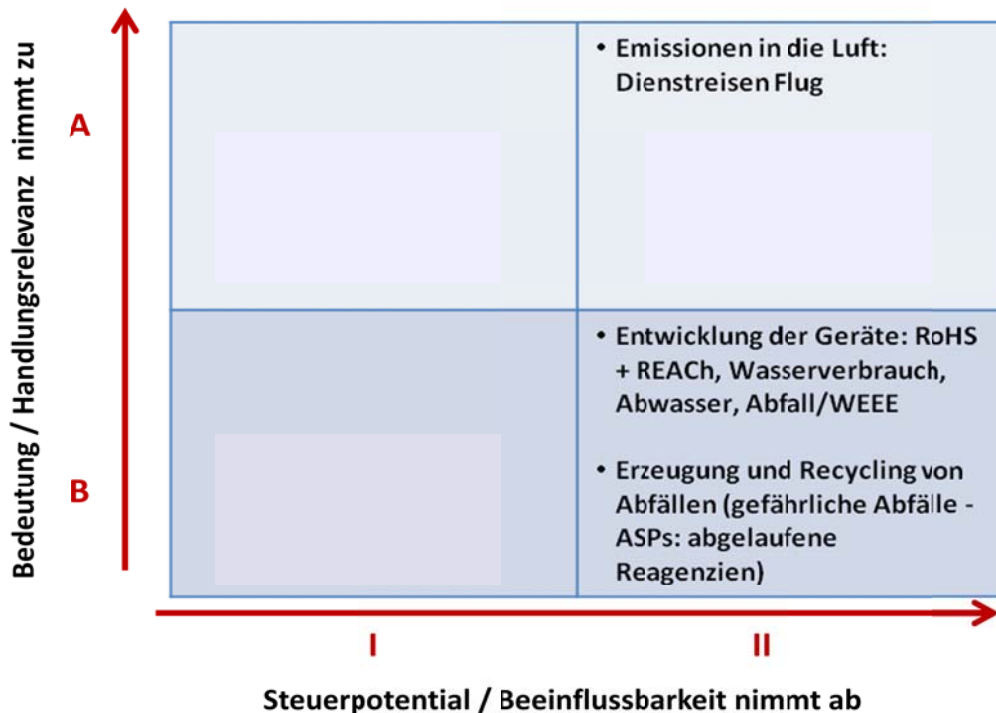 Bedeutung / Handlungsrelevanz nimmt zu
A
B
• Emissionen in die Luft:
Dienstreisen Flug
• Entwicklung der Geräte: RoHS
+ REACh, Wasserverbrauch,
Abwasser, Abfall/WEEE
• Erzeugung und Recycling von
Abfällen (gefährliche Abfälle -
ASPs: abgelaufene
Reagenzien)
I
II
Steuerpotential / Beeinflussbarkeit nimmt ab